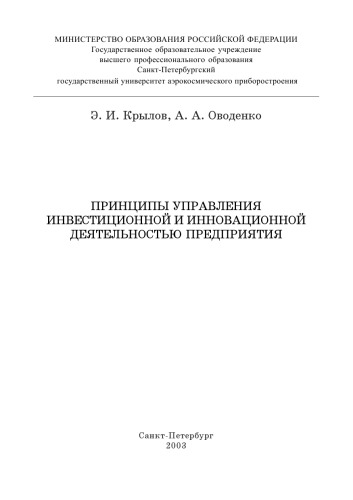 МИНИСТЕРСТВО ОБРАЗОВАНИЯ РОССИЙСКОЙ ФЕДЕРАЦИИ
Государственное образовательное учреждение
высшего профессионального образования
Санкт-Петербургский
государственный университет аэрокосмического приборостроения
Э. И. Крылов, А. А. Оводенко
ПРИНЦИПЫ УПРАВЛЕНИЯ
ИНВЕСТИЦИОННОЙ И ИННОВАЦИОННОЙ
ДЕЯТЕЛЬНОСТЬЮ ПРЕДПРИЯТИЯ
Санкт-Петербург
2003